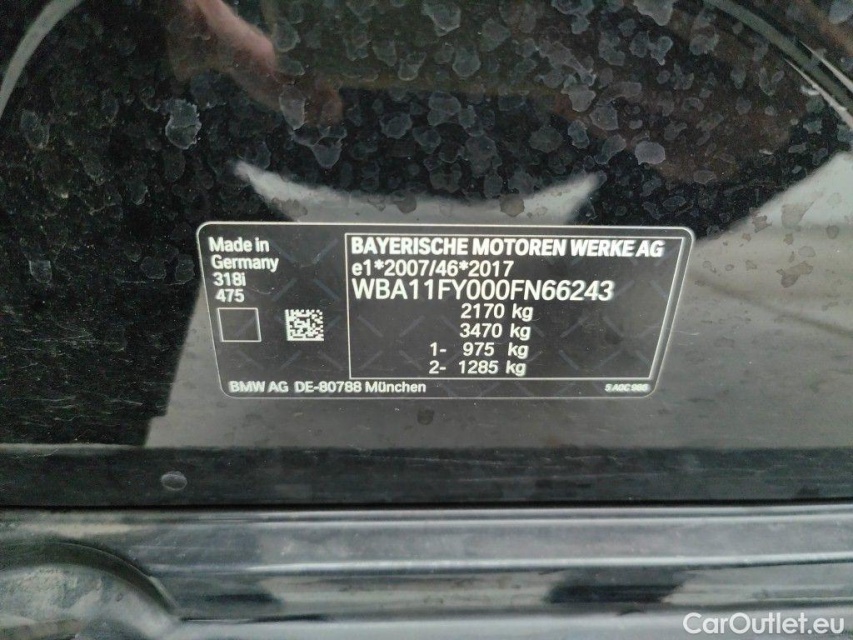 Made in
Germany
318i
475
BMW AG DE-80788 München
BAYERISCHE MOTOREN WERKE AG
e1*2007/46*2017
WBA11FY000FN66243
2170 kg
3470 kg
1- 975 kg
2- 1285 kg
CarOutlet.eu